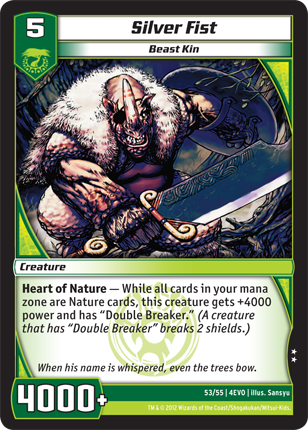 5
Silver Fist
Beast Kin
Creature
Heart of Nature — While all cards in your mana
zone are Nature cards, this creature gets +4000
power and has “Double Breaker.” (A creature
that has “Double Breaker” breaks 2 shields.)
When his name is whispered, even the trees bow.
4000+
53/55 | 4EVO | Illus. Sansyu
TM & © 2012 Wizards of the Coast/Shogakukan/Mitsui-Kids.